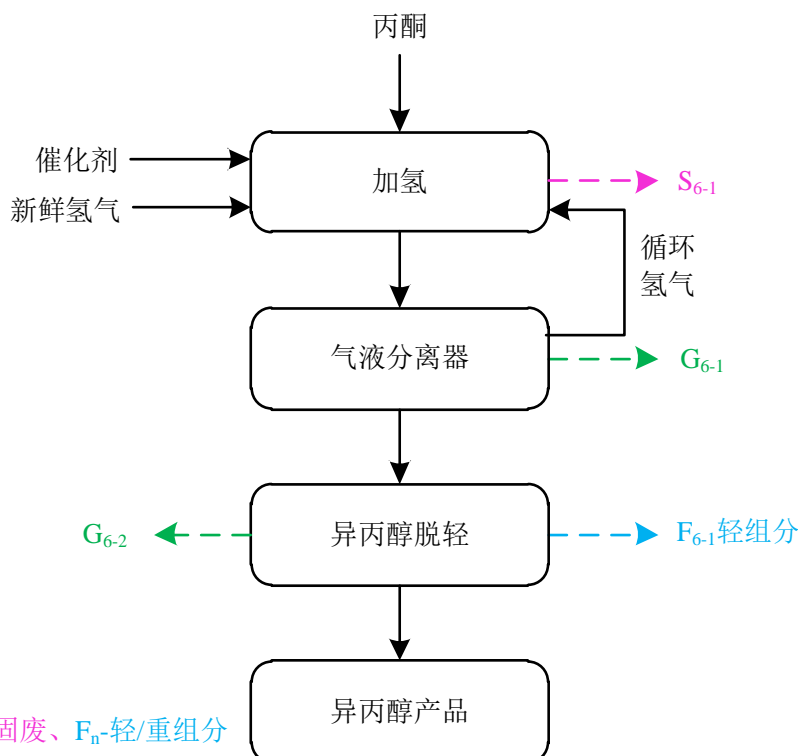 丙酮
催化剂
加氢
S6-1
新鲜氢气
循环
氢气
气液分离器
G6-1
G6-2
异丙醇脱轻
F6-1轻组分
异丙醇产品
固废、Fn-轻/重组分